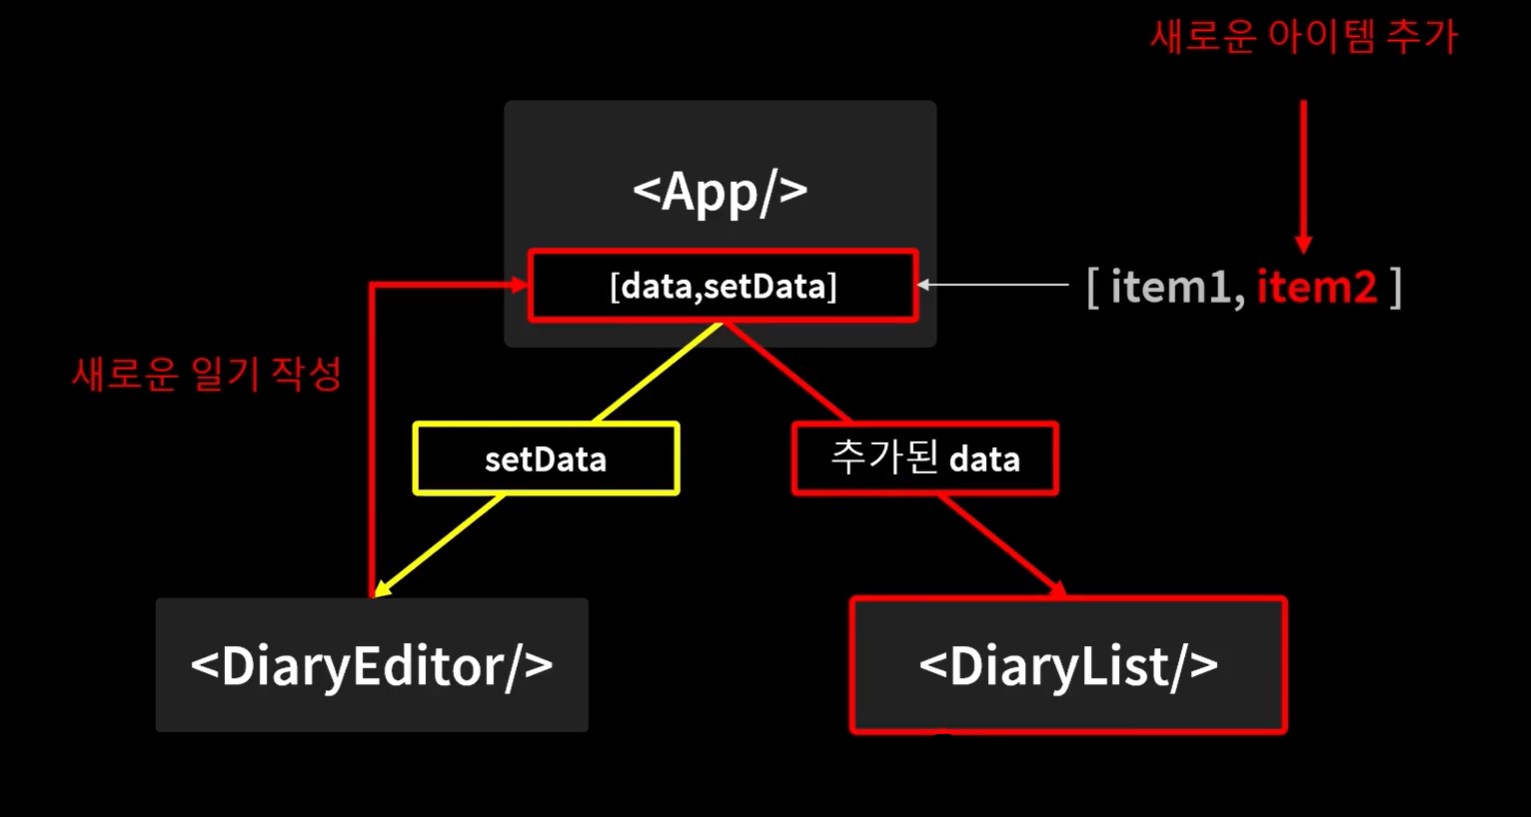 새로운 아이템 추가
<App/>
[data,setData]
[ item1, item2 ]
새로운 일기 작성
setData
추가된 data
<DiaryEditor/>
<DiaryList/>